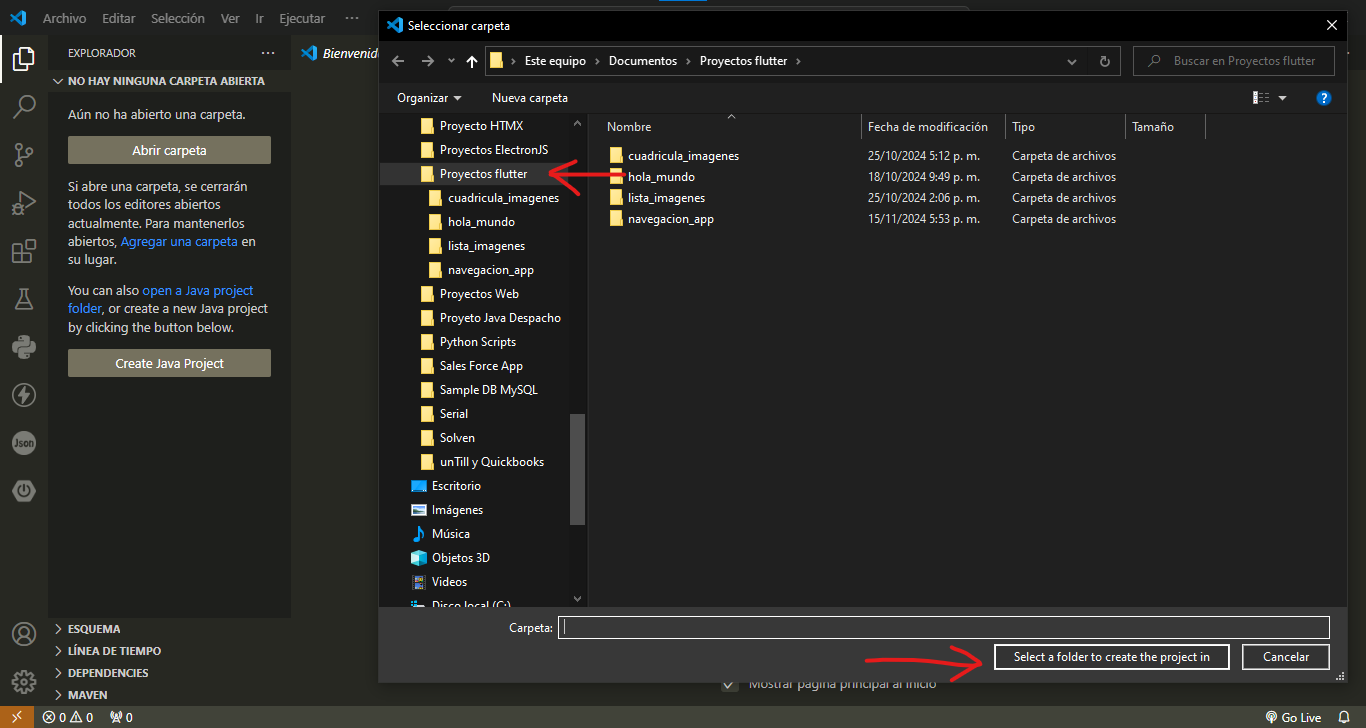 Archivo Editar Selección Ver Ir Ejecutar ···
EXPLORADOR ···
NO HAY NINGUNA CARPETA ABIERTA
Aún no ha abierto una carpeta.
Abrir carpeta
Si abre una carpeta, se cerrarán
todos los editores abiertos
actualmente. Para mantenerlos
abiertos, Agregar una carpeta en
su lugar.
You can also open a Java project
folder, or create a new Java project
by clicking the button below.
Create Java Project
Json
ESQUEMA
LÍNEA DE TIEMPO
DEPENDENCIES
MAVEN
Bienvenido
Seleccionar carpeta
Este equipo > Documentos > Proyectos flutter >
Buscar en Proyectos flutter
Organizar Nueva carpeta
Proyecto HTMX
Proyectos ElectronJS
Proyectos flutter
cuadricula_imagenes
hola_mundo
lista_imagenes
navegacion_app
Proyectos Web
Proyeto Java Despacho
Python Scripts
Sales Force App
Sample DB MySQL
Serial
Solven
unTill y Quickbooks
Escritorio
Imágenes
Música
Objetos 3D
Videos
Disco local (C:)
Nombre Fecha de modificación Tipo Tamaño
cuadricula_imagenes 25/10/2024 5:12 p. m. Carpeta de archivos
hola_mundo 18/10/2024 9:49 p. m. Carpeta de archivos
lista_imagenes 25/10/2024 2:06 p. m. Carpeta de archivos
navegacion_app 15/11/2024 5:53 p. m. Carpeta de archivos
Carpeta:
Select a folder to create the project in Cancelar
Mostrar página principal al inicio
0 0 0 Go Live